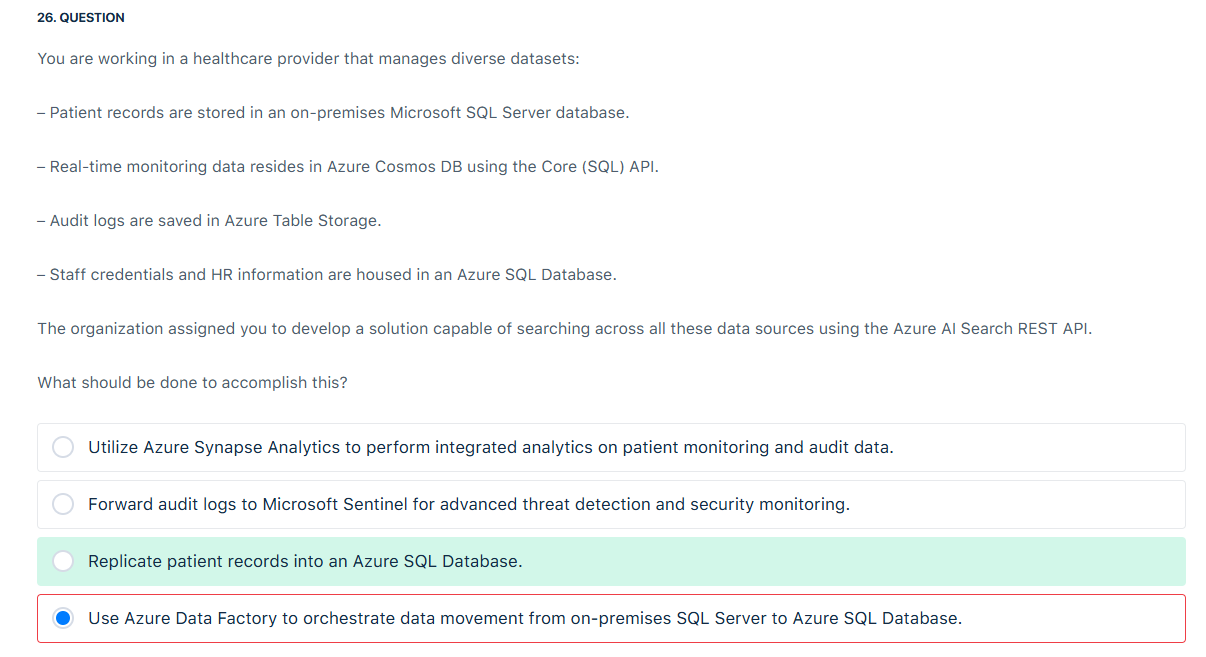 26. QUESTION
You are working in a healthcare provider that manages diverse datasets:
– Patient records are stored in an on-premises Microsoft SQL Server database.
– Real-time monitoring data resides in Azure Cosmos DB using the Core (SQL) API.
– Audit logs are saved in Azure Table Storage.
– Staff credentials and HR information are housed in an Azure SQL Database.
The organization assigned you to develop a solution capable of searching across all these data sources using the Azure AI Search REST API.
What should be done to accomplish this?
Utilize Azure Synapse Analytics to perform integrated analytics on patient monitoring and audit data.
Forward audit logs to Microsoft Sentinel for advanced threat detection and security monitoring.
Replicate patient records into an Azure SQL Database.
Use Azure Data Factory to orchestrate data movement from on-premises SQL Server to Azure SQL Database.